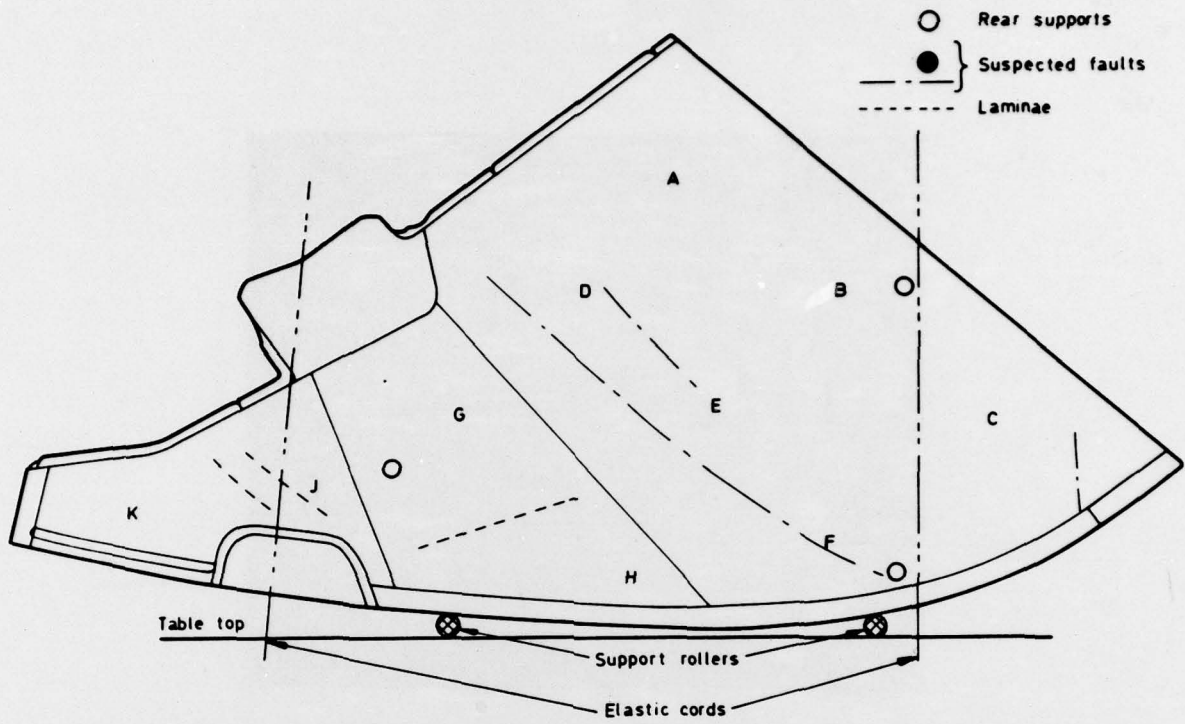 Rear supports
Suspected faults
Laminae
A
D
B
E
C
G
J
K
F
H
Table top
Support rollers
Elastic cords